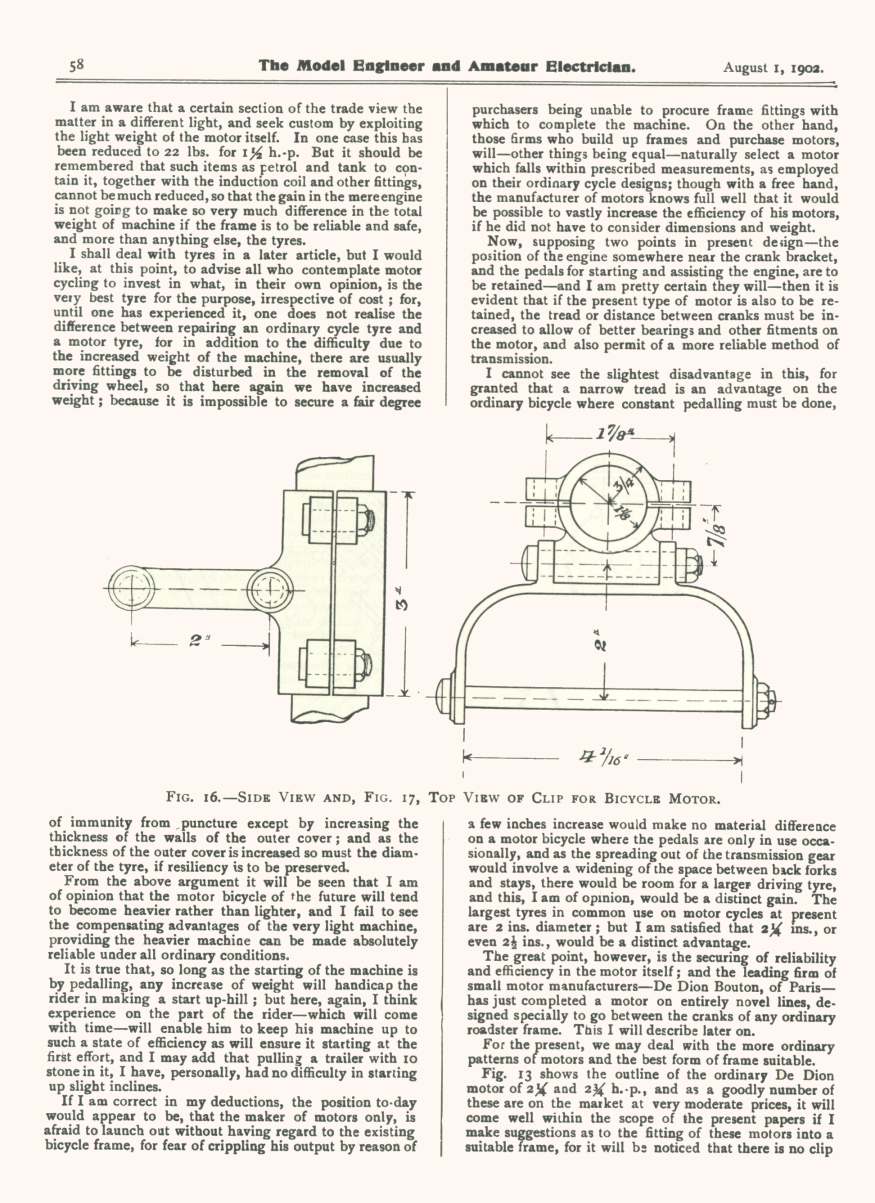 58
The Model Engineer and Amateur Electrician.
August 1, 1902.
I am aware that a certain section of the trade view the
matter in a different light, and seek custom by exploiting
the light weight of the motor itself. In one case this has
been reduced to 22 lbs. for 1½ h.-p. But it should be
remembered that such items as petrol and tank to con-
tain it, together with the induction coil and other fittings,
cannot be much reduced, so that the gain in the mere engine
is not going to make so very much difference in the total
weight of machine if the frame is to be reliable and safe,
and more than anything else, the tyres.
I shall deal with tyres in a later article, but I would
like, at this point, to advise all who contemplate motor
cycling to invest in what, in their own opinion, is the
very best tyre for the purpose, irrespective of cost ; for,
until one has experienced it, one does not realise the
difference between repairing an ordinary cycle tyre and
a motor tyre, for in addition to the difficulty due to
the increased weight of the machine, there are usually
more fittings to be disturbed in the removal of the
driving wheel, so that here again we have increased
weight ; because it is impossible to secure a fair degree
purchasers being unable to procure frame fittings with
which to complete the machine. On the other hand,
those firms who build up frames and purchase motors,
will—other things being equal—naturally select a motor
which falls within prescribed measurements, as employed
on their ordinary cycle designs; though with a free hand,
the manufacturer of motors knows full well that it would
be possible to vastly increase the efficiency of his motors,
if he did not have to consider dimensions and weight.
Now, supposing two points in present design—the
position of the engine somewhere near the crank bracket,
and the pedals for starting and assisting the engine, are to
be retained—and I am pretty certain they will—then it is
evident that if the present type of motor is also to be re-
tained, the tread or distance between cranks must be in-
creased to allow of better bearings and other fitments on
the motor, and also permit of a more reliable method of
transmission.
I cannot see the slightest disadvantage in this, for
granted that a narrow tread is an advantage on the
ordinary bicycle where constant pedalling must be done,
1 7/8"
3/4
1 1/8
7/8"
3"
2"
2"
4 1/16"
Fig. 16.—Side View and, Fig. 17, Top View of Clip for Bicycle Motor.
of immunity from puncture except by increasing the
thickness of the walls of the outer cover ; and as the
thickness of the outer cover is increased so must the diam-
eter of the tyre, if resiliency is to be preserved.
From the above argument it will be seen that I am
of opinion that the motor bicycle of the future will tend
to become heavier rather than lighter, and I fail to see
the compensating advantages of the very light machine,
providing the heavier machine can be made absolutely
reliable under all ordinary conditions.
It is true that, so long as the starting of the machine is
by pedalling, any increase of weight will handicap the
rider in making a start up-hill ; but here, again, I think
experience on the part of the rider—which will come
with time—will enable him to keep his machine up to
such a state of efficiency as will ensure it starting at the
first effort, and I may add that pulling a trailer with 10
stone in it, I have, personally, had no difficulty in starting
up slight inclines.
If I am correct in my deductions, the position to-day
would appear to be, that the maker of motors only, is
afraid to launch out without having regard to the existing
bicycle frame, for fear of crippling his output by reason of
a few inches increase would make no material difference
on a motor bicycle where the pedals are only in use occa-
sionally, and as the spreading out of the transmission gear
would involve a widening of the space between back forks
and stays, there would be room for a larger driving tyre,
and this, I am of opinion, would be a distinct gain. The
largest tyres in common use on motor cycles at present
are 2 ins. diameter ; but I am satisfied that 2¼ ins., or
even 2½ ins., would be a distinct advantage.
The great point, however, is the securing of reliability
and efficiency in the motor itself ; and the leading firm of
small motor manufacturers—De Dion Bouton, of Paris—
has just completed a motor on entirely novel lines, de-
signed specially to go between the cranks of any ordinary
roadster frame. This I will describe later on.
For the present, we may deal with the more ordinary
patterns of motors and the best form of frame suitable.
Fig. 13 shows the outline of the ordinary De Dion
motor of 2¼ and 2¾ h.-p., and as a goodly number of
these are on the market at very moderate prices, it will
come well within the scope of the present papers if I
make suggestions as to the fitting of these motors into a
suitable frame, for it will be noticed that there is no clip